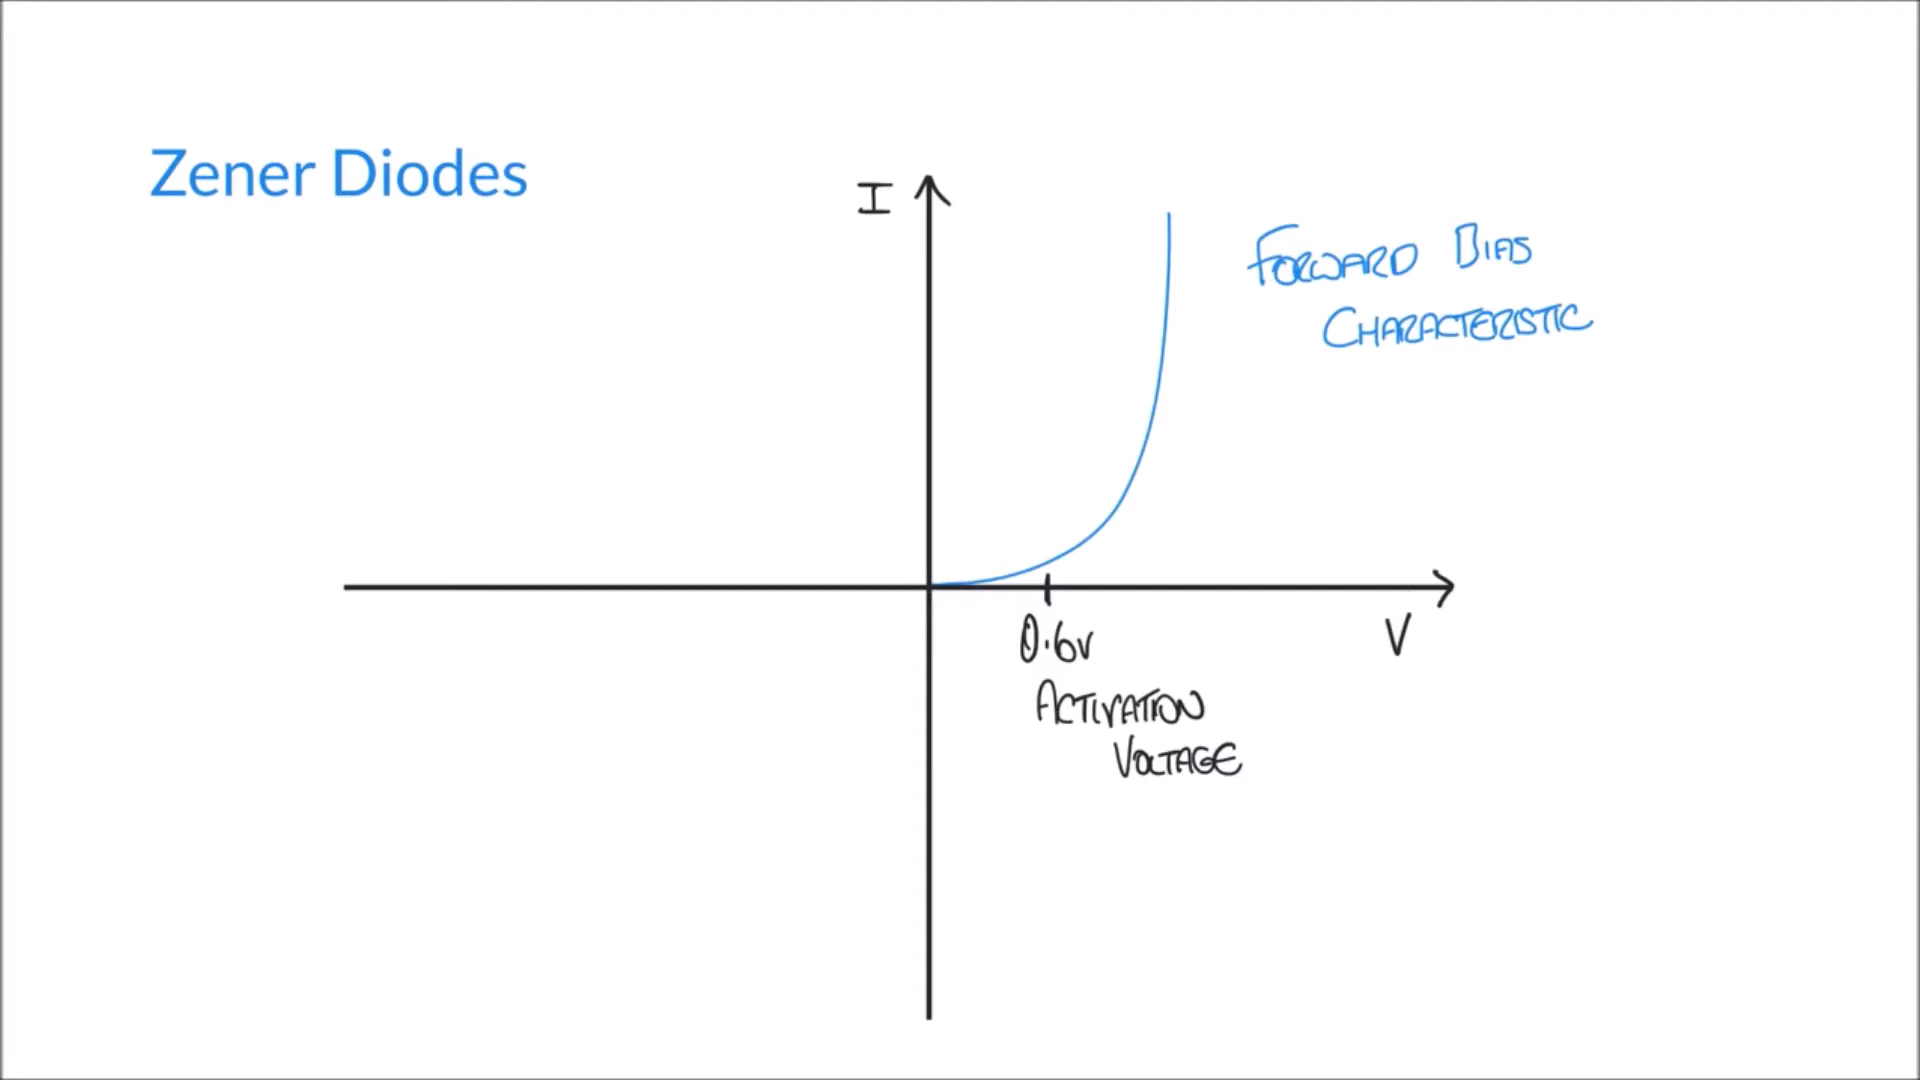 Zener Diodes
I
FORWARD BIAS
CHARACTERISTIC
0.6V
V
ACTIVATION
VOLTAGE